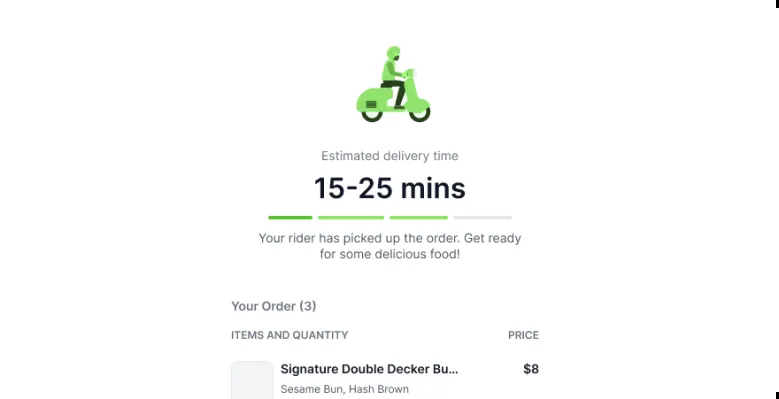 Estimated delivery time
15-25 mins
Your rider has picked up the order. Get ready
for some delicious food!
Your Order (3)
ITEMS AND QUANTITY PRICE
Signature Double Decker Bu... $8
Sesame Bun, Hash Brown